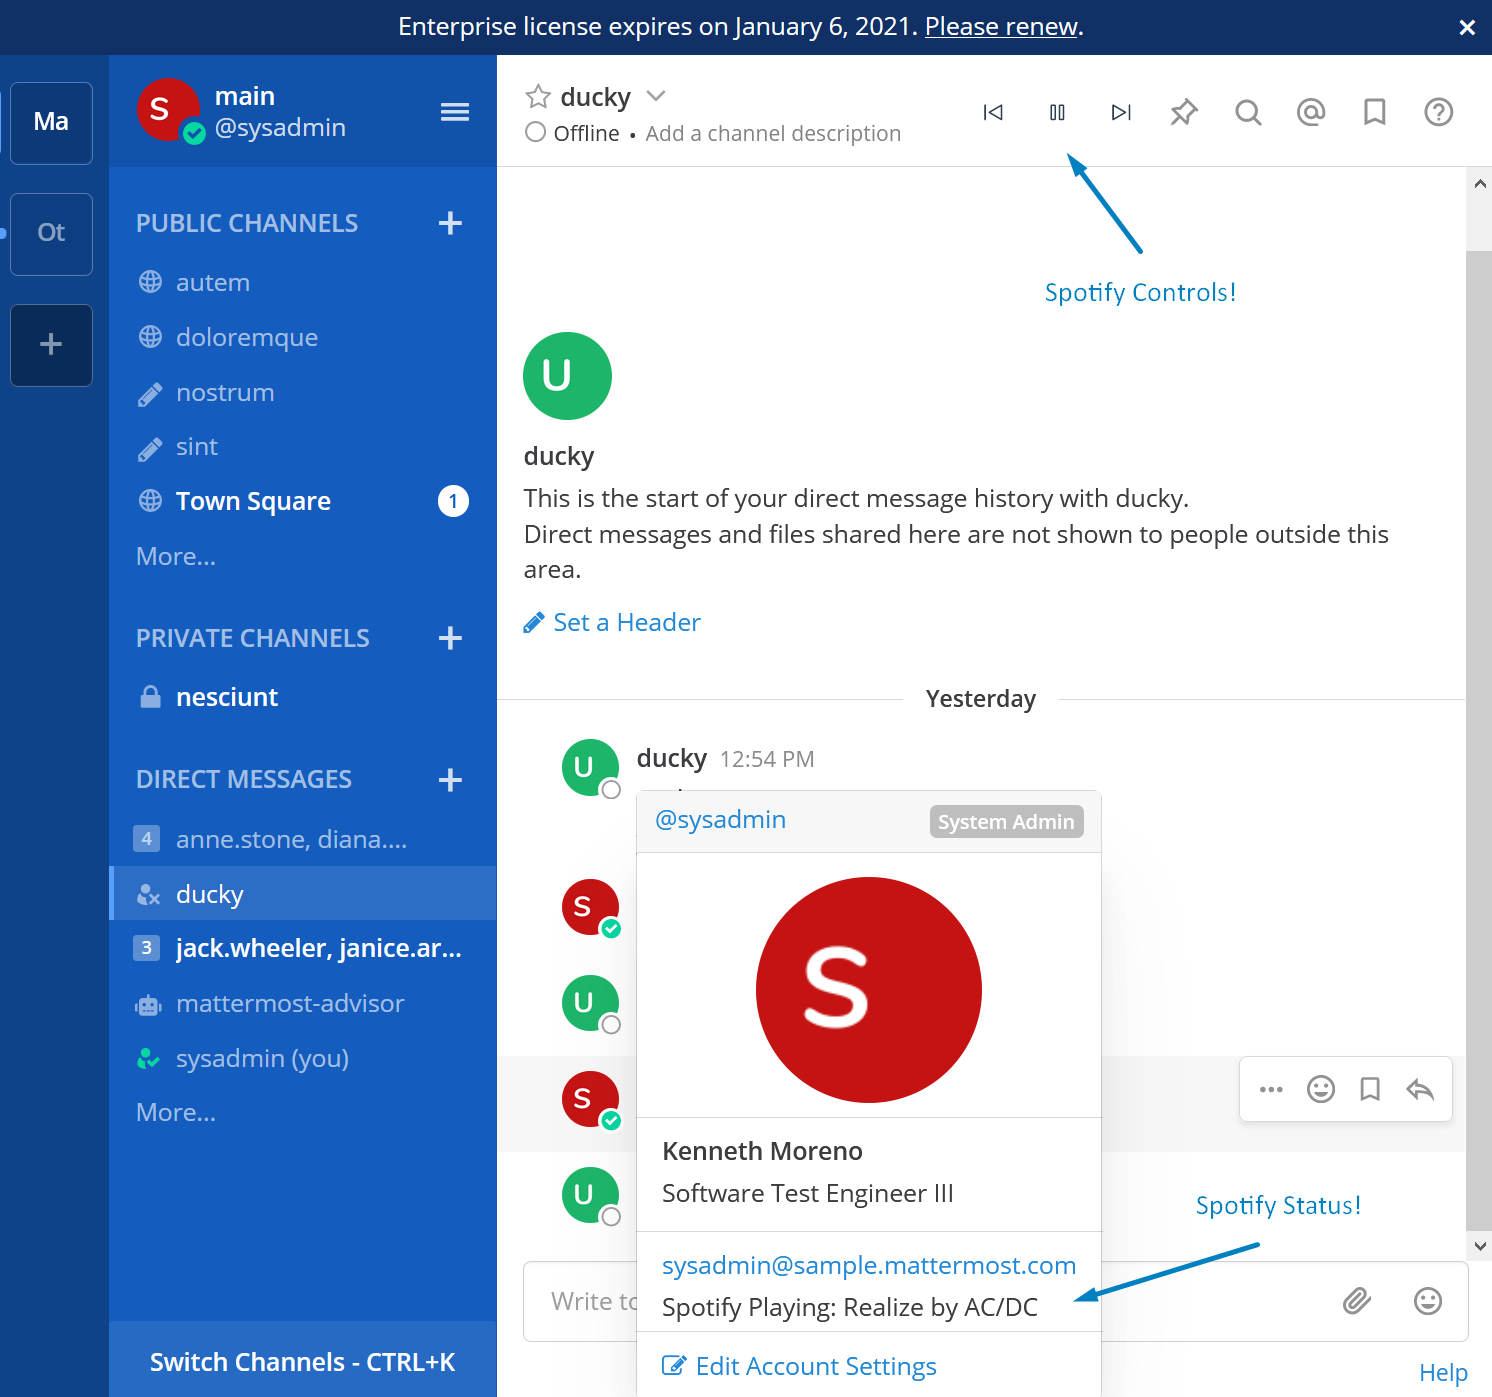 Enterprise license expires on January 6, 2021. Please renew.
Ma
Ot
S
main
@sysadmin
PUBLIC CHANNELS
autem
doloremque
nostrum
sint
Town Square 1
More...
PRIVATE CHANNELS
nesciunt
DIRECT MESSAGES
4 anne.stone, diana....
ducky
3 jack.wheeler, janice.ar...
mattermost-advisor
sysadmin (you)
More...
Switch Channels - CTRL+K
ducky
Offline • Add a channel description
Spotify Controls!
U
ducky
This is the start of your direct message history with ducky.
Direct messages and files shared here are not shown to people outside this
area.
Set a Header
Yesterday
U
ducky 12:54 PM
S
U
S
U
@sysadmin System Admin
S
Kenneth Moreno
Software Test Engineer III
sysadmin@sample.mattermost.com
Spotify Playing: Realize by AC/DC
Edit Account Settings
Spotify Status!
Write to
Help